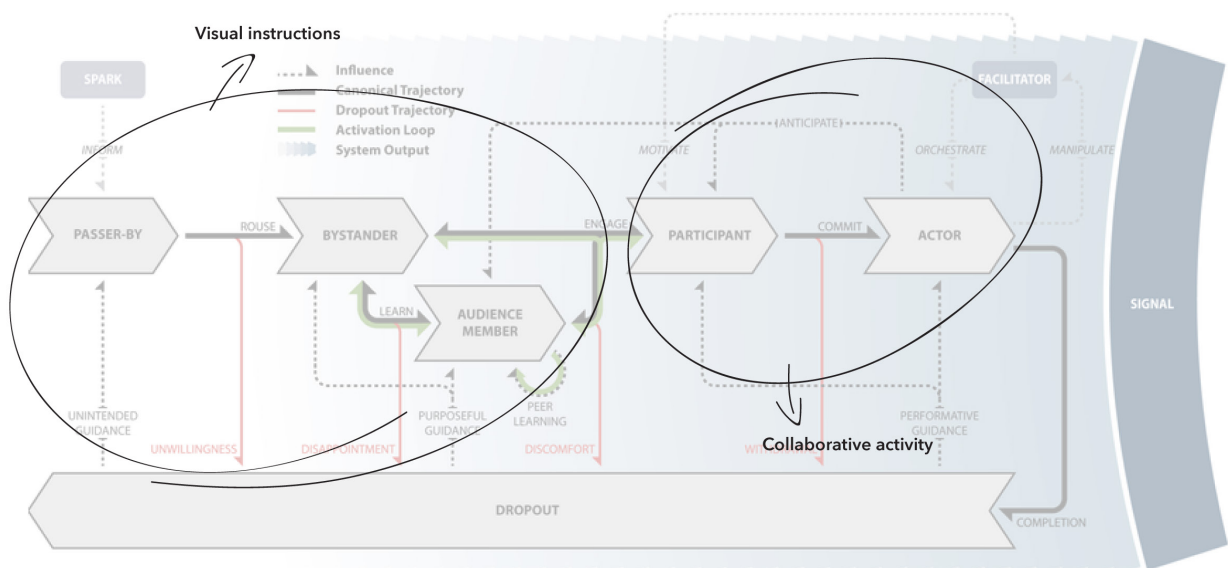 Visual instructions
SPARK
Influence
Canonical Trajectory
Dropout Trajectory
Activation Loop
System Output
FACILITATOR
INFORM
MOTIVATE
(ANTICIPATE)
ORCHESTRATE
MANIPULATE
PASSER-BY
ROUSE
BYSTANDER
ENGAGE
PARTICIPANT
COMMIT
ACTOR
LEARN
AUDIENCE
MEMBER
SIGNAL
UNINTENDED
GUIDANCE
PURPOSEFUL
GUIDANCE
PEER
LEARNING
PERFORMATIVE
GUIDANCE
UNWILLINGNESS
DISAPPOINTMENT
DISCOMFORT
Collaborative activity
DROPOUT
COMPLETION